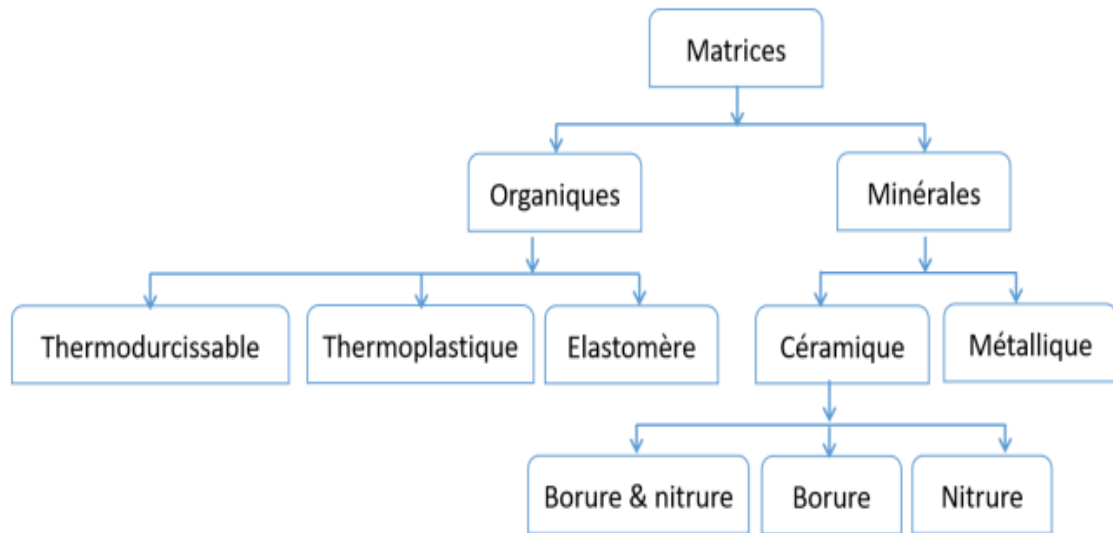 Matrices
Organiques
Minérales
Thermodurcissable
Thermoplastique
Elastomère
Céramique
Métallique
Borure & nitrure
Borure
Nitrure